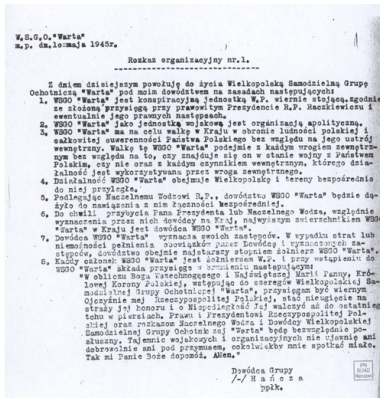 W.S.G.O."Warta"
m.p. dn.1o maja 1945r.
Rozkaz organizacyjny nr.1.
Z dniem dzisiejszym powołuję do życia Wielkopolską Samodzielną Grupę
Ochotniczą "Warta" pod moim dowództwem na zasadach następujących:
1. WSGO "Warta" jest konspiracyjną jednostką W.P. wiernie stojącą, zgodnie
ze złożoną przysięgą przy prawowitym Prezydencie R.P. Raczkiewiczu i
ewentualnie jego prawnych następcach.
2. WSGO "Warta" jako jednostka wojskowa jest organizacją apolityczną.
3. WSGO "Warta" ma na celu walkę w Kraju w obronie ludności polskiej i
całkowitej suwerenności Państwa Polskiego bez względu na jego ustrój
wewnętrzny. Walkę tę WSGO "Warta" podejmie z każdym wrogiem zewnętrz-
nym bez względu na to, czy znajduje się on w stanie wojny z Państwem
Polskim, czy nie oraz z każdym czynnikiem wewnętrznym, którego dzia-
łalność jest wykorzystywana przez wroga zewnętrznego.
4. Działalność WSGO "Warta" obejmuje Wielkopolskę i tereny bezpośrednio
do niej przyległe.
5. Podlegając Naczelnemu Wodzowi R.P., dowództwo WSGO "Warta" będzie dą-
żyło do nawiązania z nim łączności bezpośredniej.
6. Do chwili przybycia Pana Prezydenta lub Naczelnego Wodza, względnie
wyznaczenia przez nich dowódcy na Kraj, najwyższym zwierzchnikiem WSGO
"Warta" w Kraju jest dowódca WSGO "Warta".
7. Dowódca WSGO "Warta" wyznacza swoich zastępców. W wypadku strat lub
niemożności pełnienia obowiązków przez Dowódcę i wyznaczonych za-
stępców, dowództwo obejmie najstarszy stopniem żołnierz WSGO "Warta".
8. Każdy członek WSGO "Warta" jest żołnierzem W.P. i przy wstąpieniu do
WSGO "Warta" składa przysięgę o brzmieniu następującym:
"W obliczu Boga Wszechmogącego i Najświętszej Marii Panny, Kró-
lowej Korony Polskiej, wstępując do szeregów Wielkopolskiej Sa-
modzielnej Grupy Ochotniczej "Warta", przysięgam być wiernym
Ojczyźnie mej Rzeczypospolitej Polskiej, stać nieugięcie na
straży jej honoru i o Niepodległość Jej walczyć aż do ostatniego
tchu w piersiach. Prawu i Prezydentowi Rzeczypospolitej Pol-
skiej oraz rozkazom Naczelnego Wodza i Dowódcy Wielkopolskiej
Samodzielnej Grupy Ochotniczej "Warta" będę bezwzględnie po-
słuszny. Tajemnic wojskowych i organizacyjnych nie ujawnię ani
dobrowolnie ani pod przymusem, cokolwiekby mnie spotkać miało.
Tak mi Panie Boże dopomóż. Amen."
Dowódca Grupy
/-/ Hańcza
ppłk.
IPN